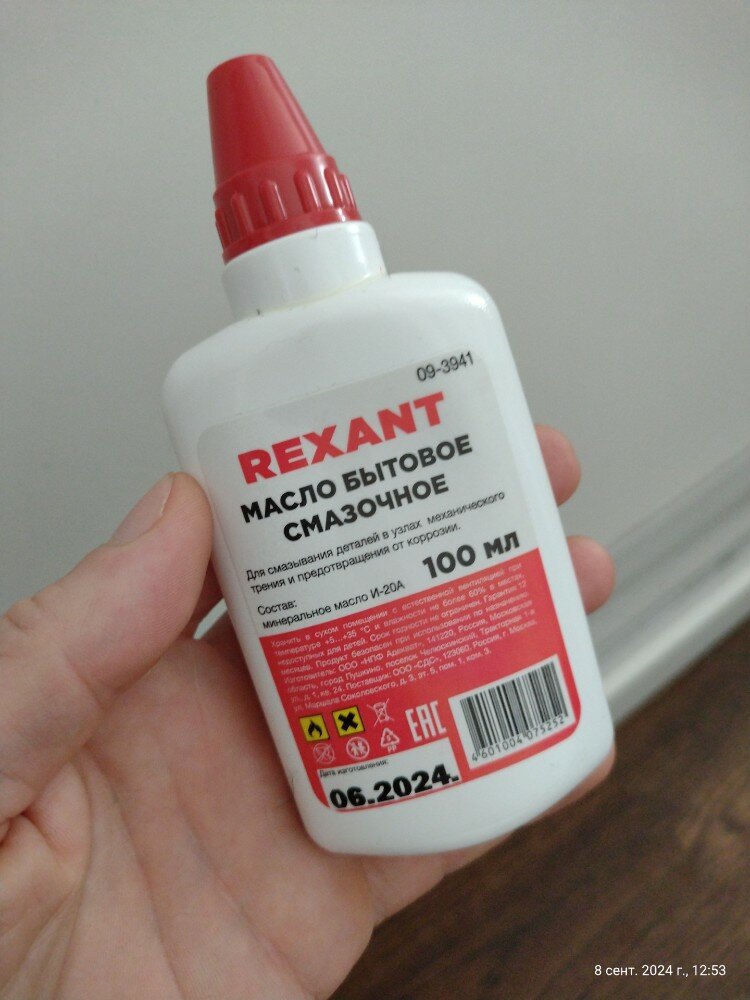 09-3941
REXANT
МАСЛО БЫТОВОЕ
СМАЗОЧНОЕ
Для смазывания деталей в узлах механического
трения и предотвращения от коррозии.
Состав:
минеральное масло И-20А
100 мл
Хранить в сухом помещении с естественной вентиляцией при
температуре +5...+35 °С и влажности не более 60% в местах,
недоступных для детей. Срок годности не ограничен. Гарантия 12
месяцев. Продукт безопасен при использовании по назначению.
Изготовитель: ООО «НПФ Адекват», 141220, Россия, Московская
область, город Пушкино, поселок Челюскинский, Тракторная 1-я
ул., д. 1, кв. 24. Поставщик: ООО «СДС», 123060, Россия, г. Москва,
ул. Маршала Соколовского, д. 3, эт. 5, пом. 1, ком. 3.
EAC
PP
4601004075252
Дата изготовления:
06.2024.
8 сент. 2024 г., 12:53